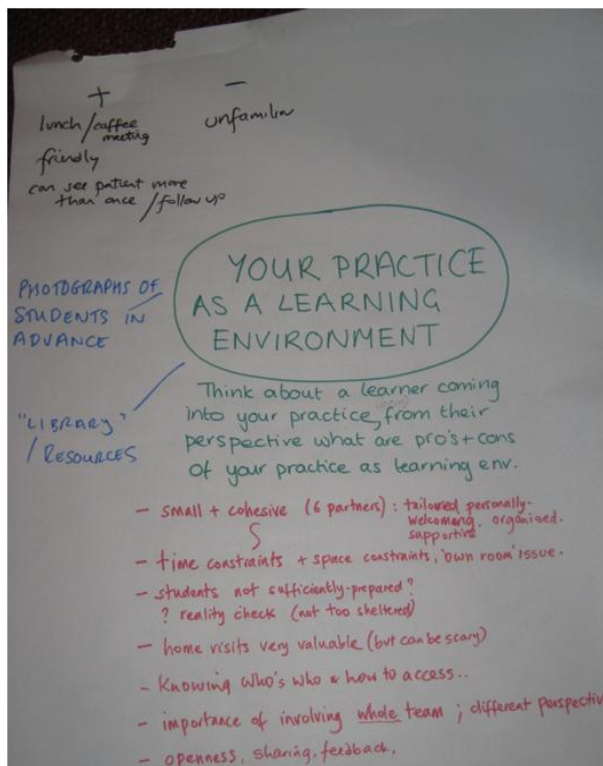 +
lunch/coffee
meeting
friendly
can see patient more
than once / follow up
–
unfamiliar
PHOTOGRAPHS OF
STUDENTS IN
ADVANCE
"LIBRARY"
/ RESOURCES
YOUR PRACTICE
AS A LEARNING
ENVIRONMENT
Think about a learner coming
into your practice, from their
perspective what are pro's + cons
of your practice as learning env.
– small + cohesive (6 partners) : tailored personally.
welcoming. organised.
supportive
– time constraints + space constraints, 'own room' issue.
– students not sufficiently-prepared?
? reality check (not too sheltered)
– home visits very valuable (but can be scary)
– Knowing who's who & how to access..
– importance of involving whole team ; different perspectiv
– openness, sharing. feedback.